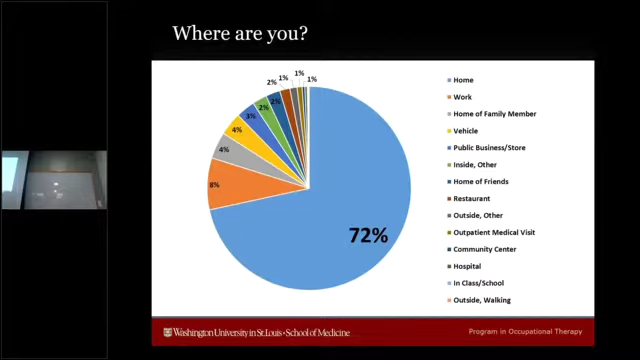 Where are you?
72%
8%
4%
4%
3%
2%
2%
2%
1%
1%
1%
Home
Work
Home of Family Member
Vehicle
Public Business/Store
Inside, Other
Home of Friends
Restaurant
Outside, Other
Outpatient Medical Visit
Community Center
Hospital
In Class/School
Outside, Walking
Washington University in St. Louis • School of Medicine
Program in Occupational Therapy